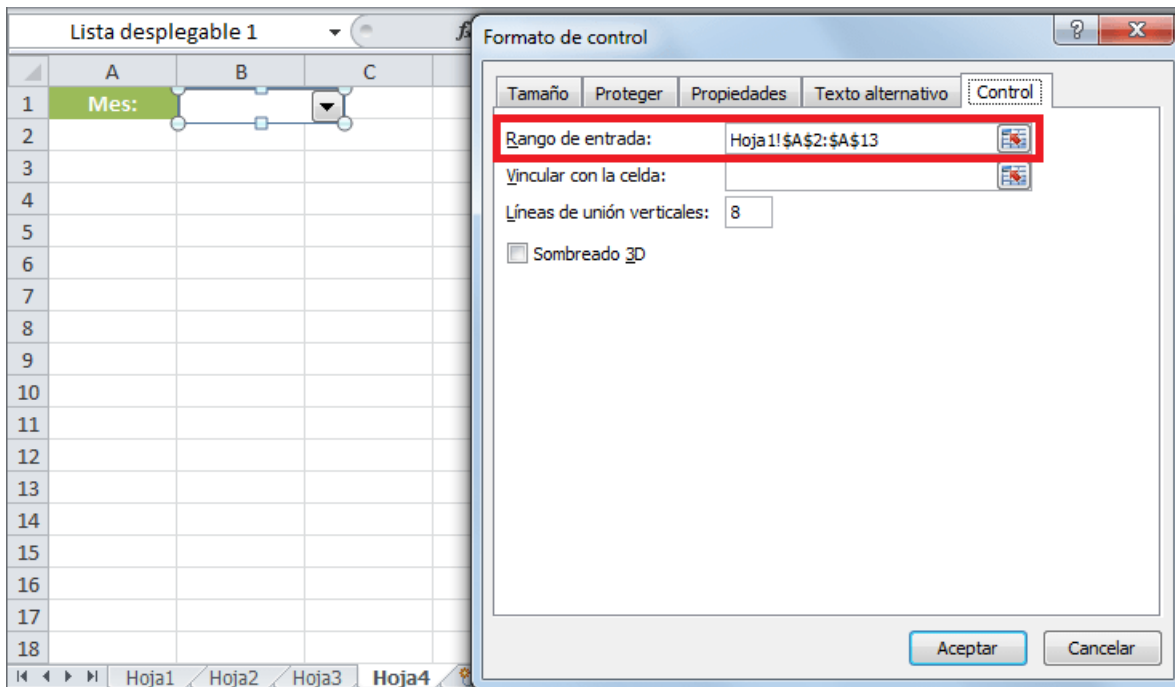 Lista desplegable 1
Formato de control
A B C
Tamaño Proteger Propiedades Texto alternativo Control
1 Mes:
Rango de entrada: Hoja1!$A$2:$A$13
2
Vincular con la celda:
3
Líneas de unión verticales: 8
4
Sombreado 3D
5
6
7
8
9
10
11
12
13
14
15
16
17
18
Aceptar Cancelar
Hoja1 Hoja2 Hoja3 Hoja4